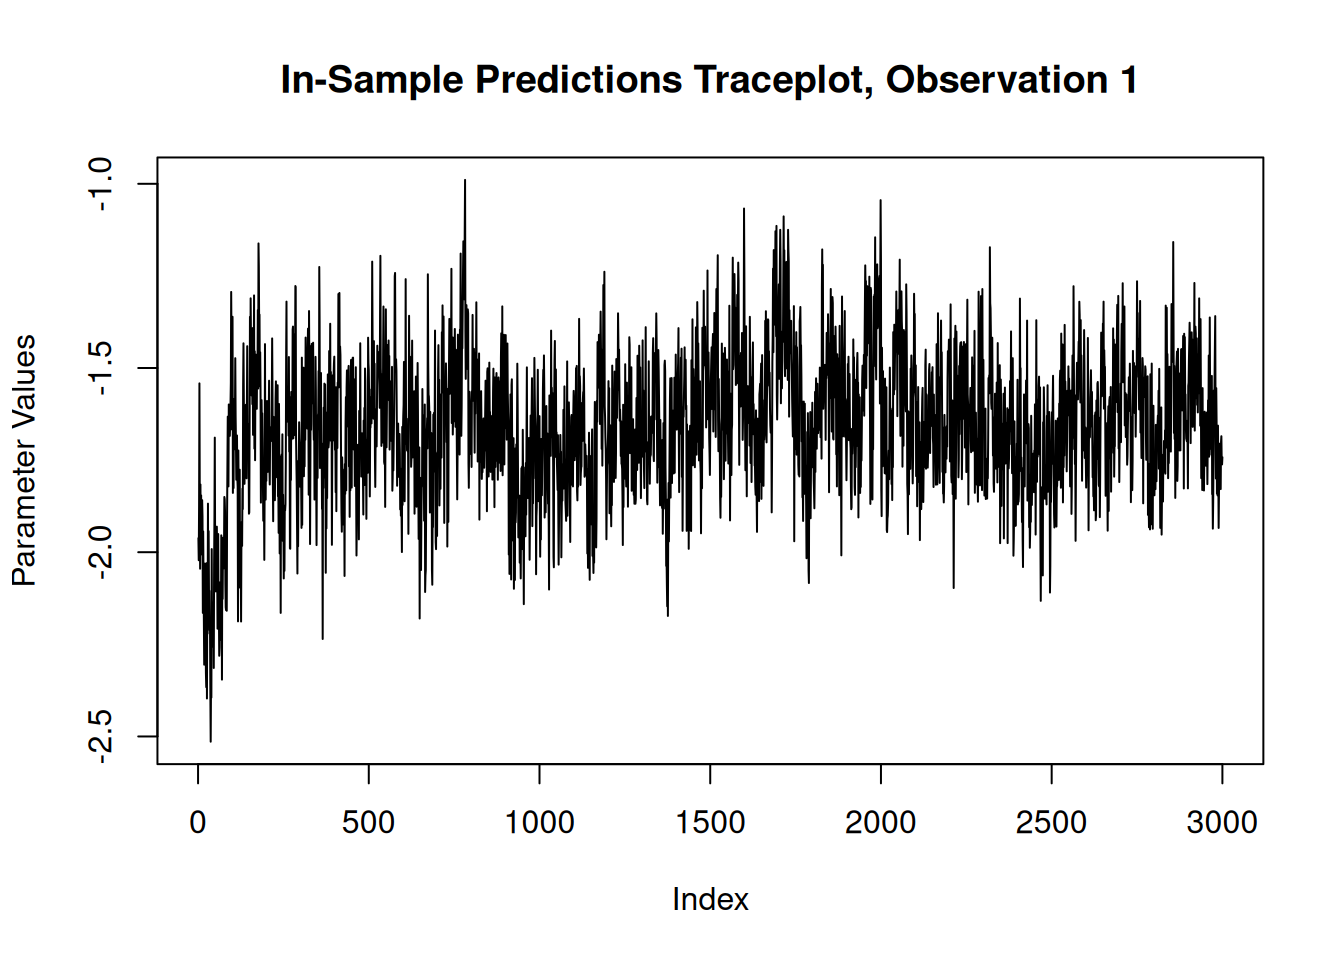 In-Sample Predictions Traceplot, Observation 1
Parameter Values
-1.0
-1.5
-2.0
-2.5
0 500 1000 1500 2000 2500 3000
Index